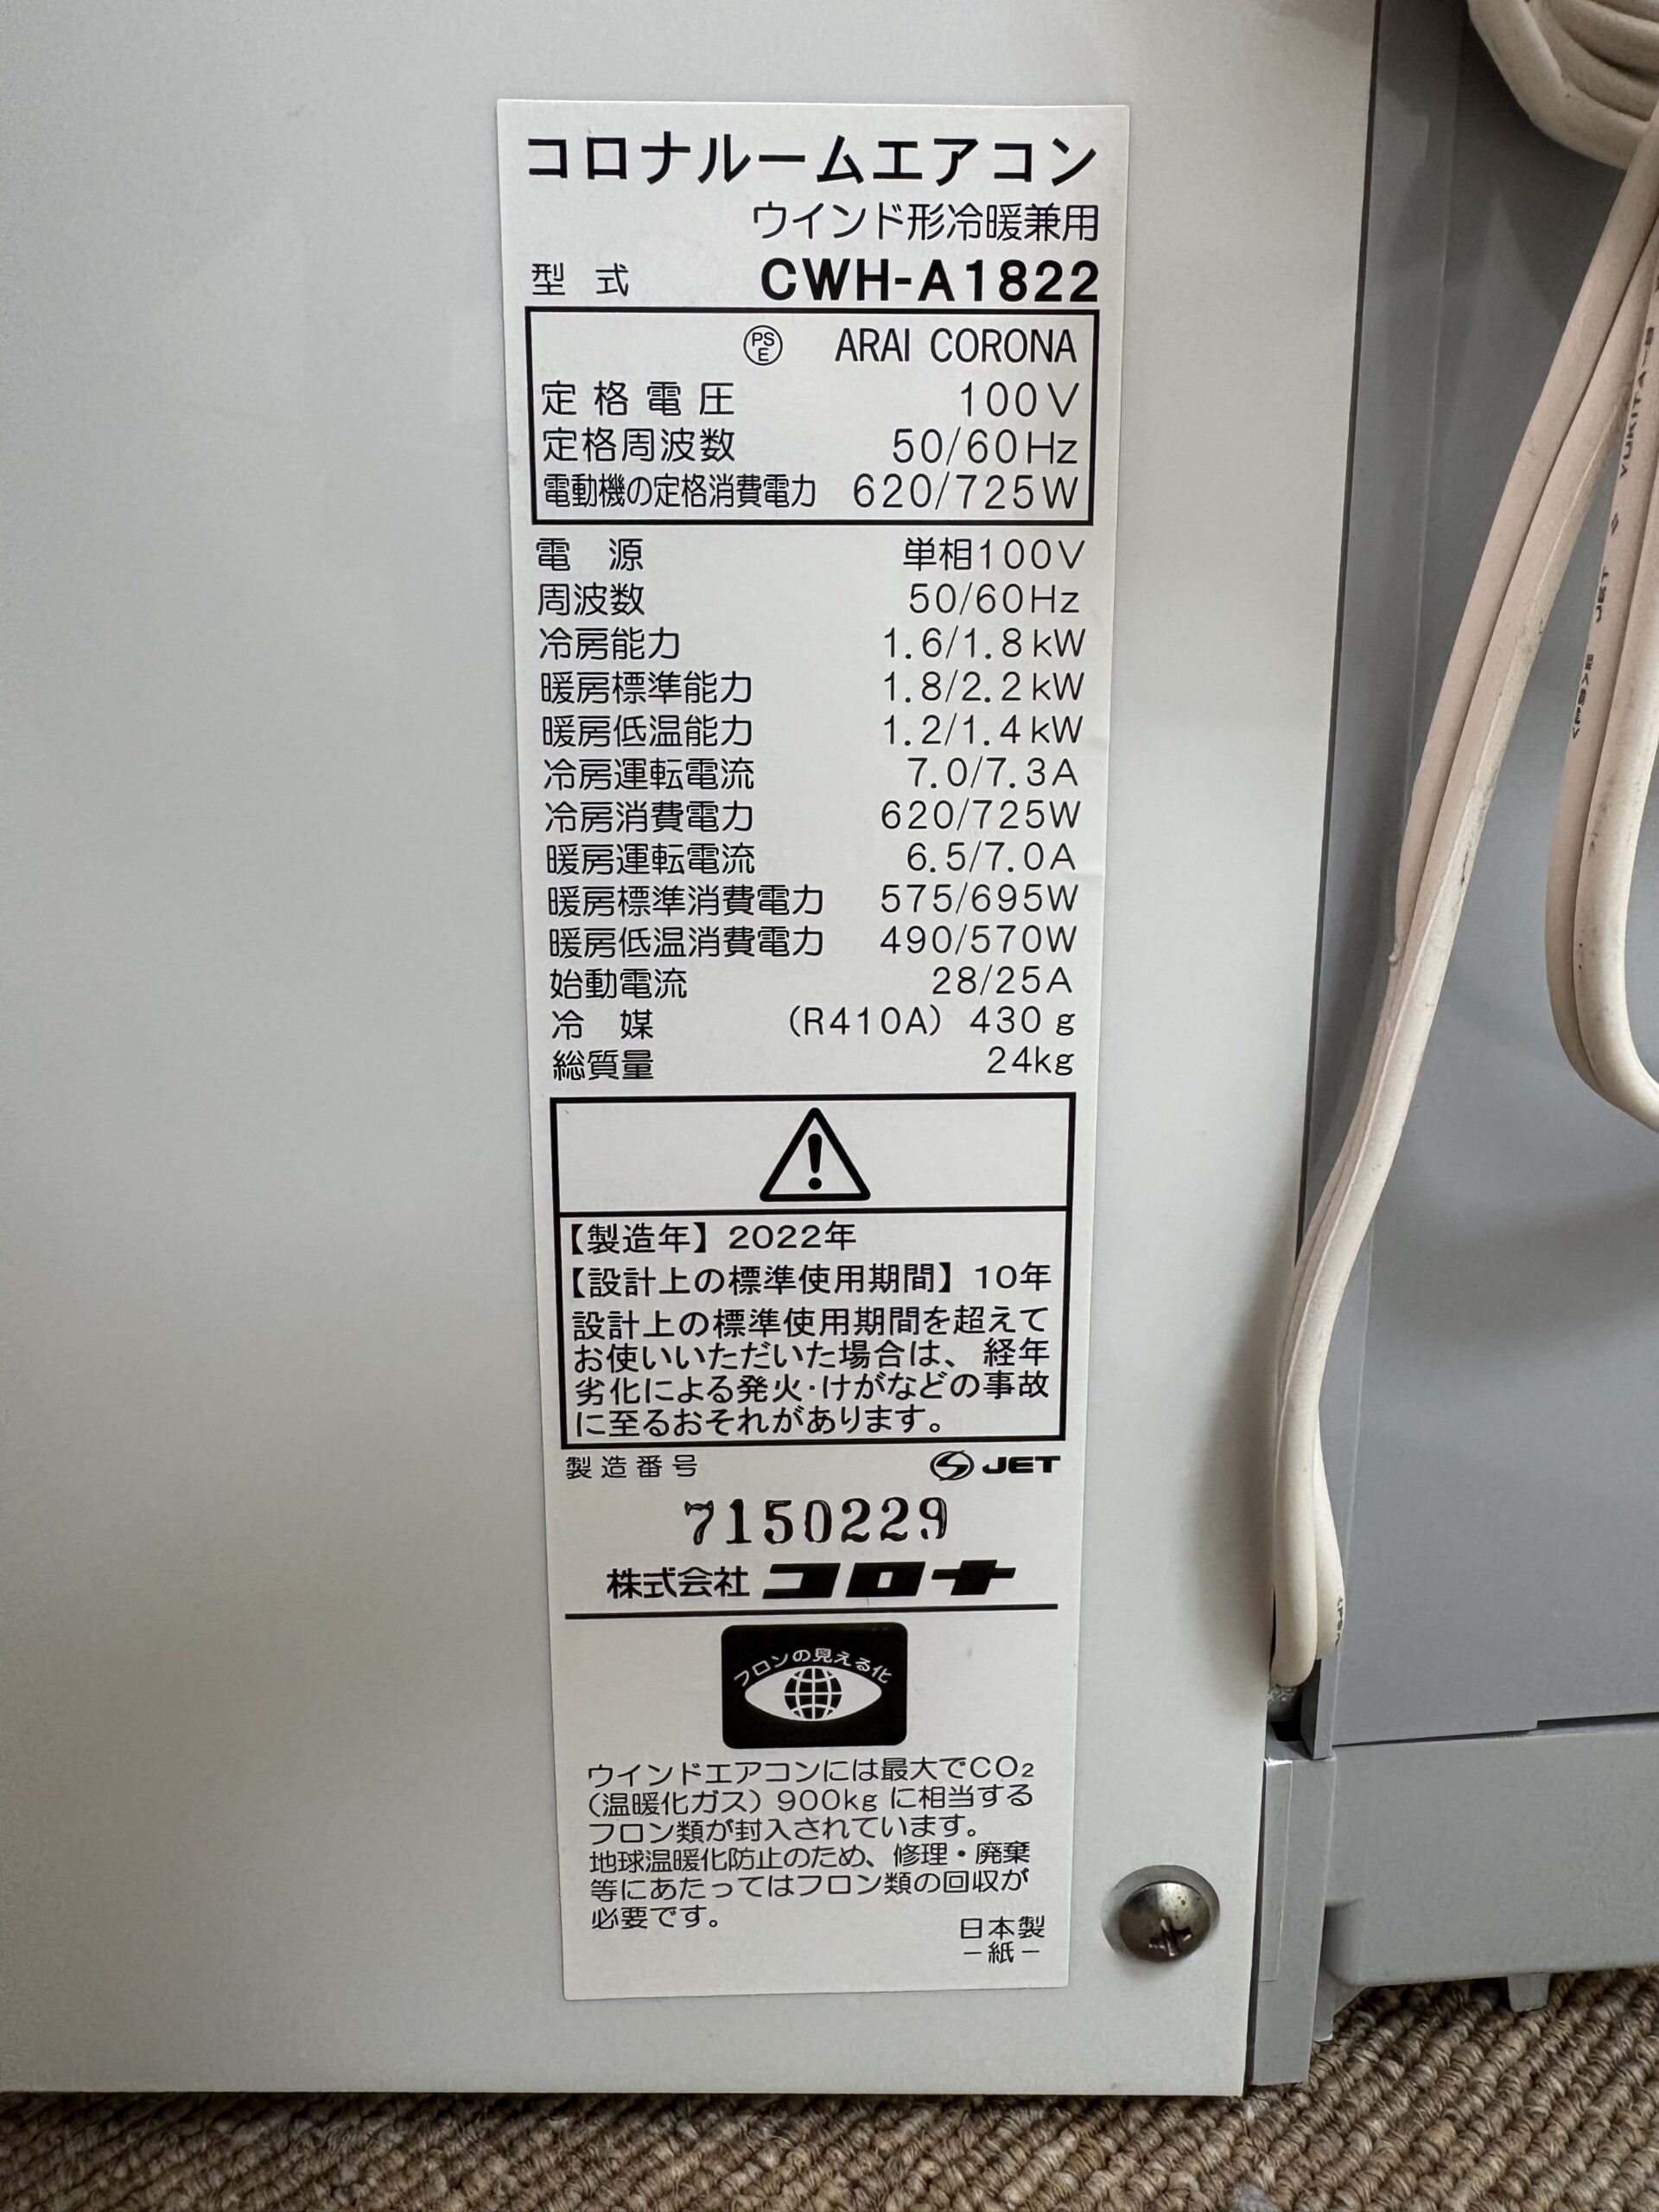 コロナルームエアコン
ウインド形冷暖兼用
型式 CWH-A1822
PSE ARAI CORONA
定格電圧 100V
定格周波数 50/60Hz
電動機の定格消費電力 620/725W
電源 単相100V
周波数 50/60Hz
冷房能力 1.6/1.8kW
暖房標準能力 1.8/2.2kW
暖房低温能力 1.2/1.4kW
冷房運転電流 7.0/7.3A
冷房消費電力 620/725W
暖房運転電流 6.5/7.0A
暖房標準消費電力 575/695W
暖房低温消費電力 490/570W
始動電流 28/25A
冷媒 (R410A) 430g
総質量 24kg
【製造年】2022年
【設計上の標準使用期間】10年
設計上の標準使用期間を超えて
お使いいただいた場合は、経年
劣化による発火・けがなどの事故
に至るおそれがあります。
製造番号 JET
7150229
株式会社コロナ
フロンの見える化
ウインドエアコンには最大でCO₂
(温暖化ガス)900kgに相当する
フロン類が封入されています。
地球温暖化防止のため、修理・廃棄
等にあたってはフロン類の回収が
必要です。
日本製
－紙－